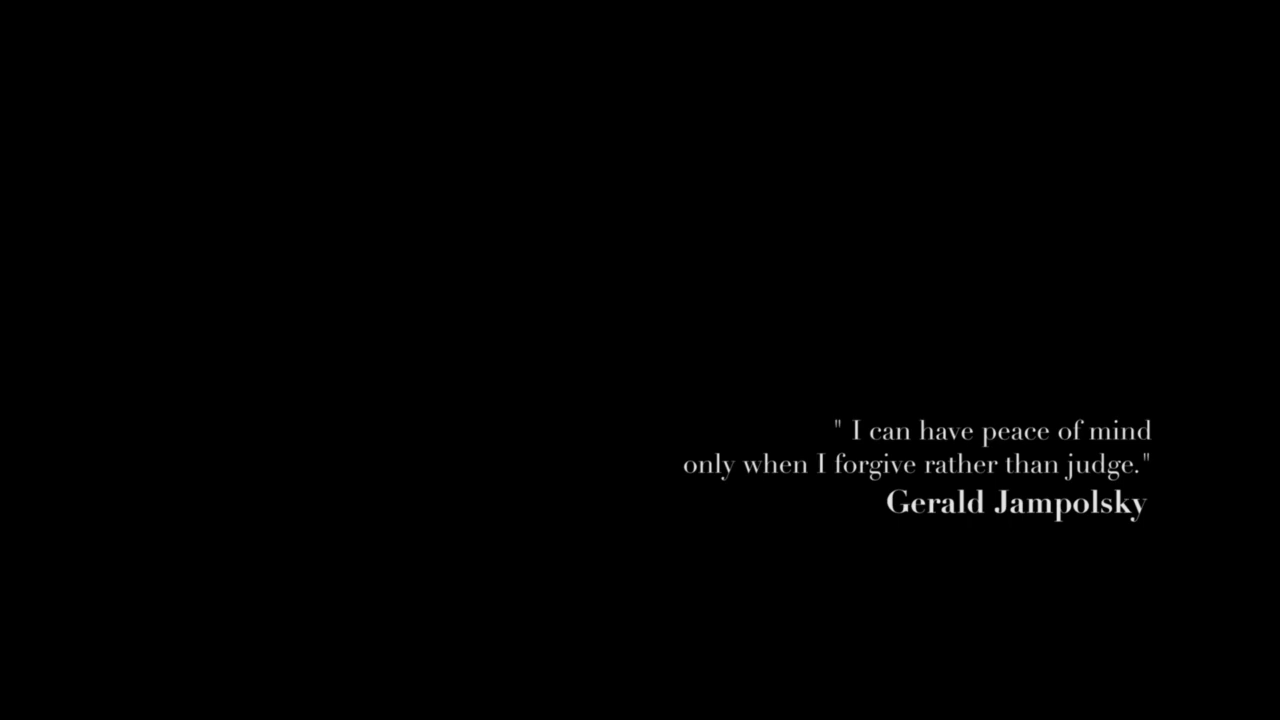 " I can have peace of mind
only when I forgive rather than judge."
Gerald Jampolsky